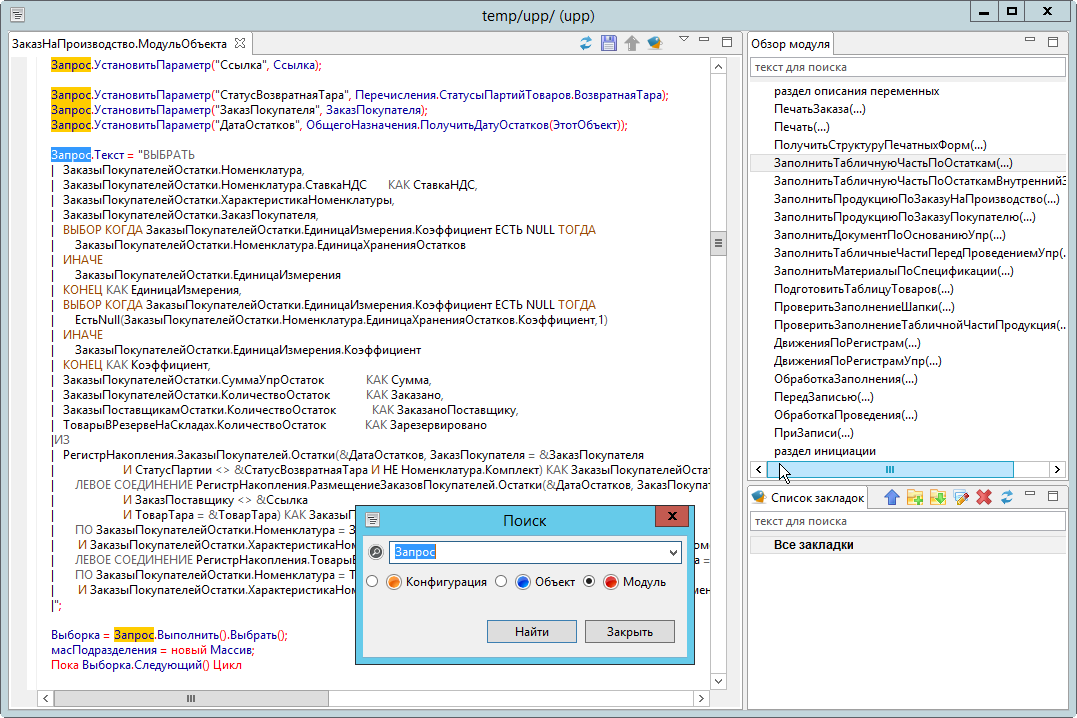 temp/upp/ (upp)
ЗаказНаПроизводство.МодульОбъекта
Запрос.УстановитьПараметр("Ссылка", Ссылка);
Запрос.УстановитьПараметр("СтатусВозвратнаяТара", Перечисления.СтатусыПартийТоваров.ВозвратнаяТара);
Запрос.УстановитьПараметр("ЗаказПокупателя", ЗаказПокупателя);
Запрос.УстановитьПараметр("ДатаОстатков", ОбщегоНазначения.ПолучитьДатуОстатков(ЭтотОбъект));
Запрос.Текст = "ВЫБРАТЬ
| ЗаказыПокупателейОстатки.Номенклатура,
| ЗаказыПокупателейОстатки.Номенклатура.СтавкаНДС КАК СтавкаНДС,
| ЗаказыПокупателейОстатки.ХарактеристикаНоменклатуры,
| ЗаказыПокупателейОстатки.ЗаказПокупателя,
| ВЫБОР КОГДА ЗаказыПокупателейОстатки.ЕдиницаИзмерения.Коэффициент ЕСТЬ NULL ТОГДА
| ЗаказыПокупателейОстатки.Номенклатура.ЕдиницаХраненияОстатков
| ИНАЧЕ
| ЗаказыПокупателейОстатки.ЕдиницаИзмерения
| КОНЕЦ КАК ЕдиницаИзмерения,
| ВЫБОР КОГДА ЗаказыПокупателейОстатки.ЕдиницаИзмерения.Коэффициент ЕСТЬ NULL ТОГДА
| ЕстьNull(ЗаказыПокупателейОстатки.Номенклатура.ЕдиницаХраненияОстатков.Коэффициент,1)
| ИНАЧЕ
| ЗаказыПокупателейОстатки.ЕдиницаИзмерения.Коэффициент
| КОНЕЦ КАК Коэффициент,
| ЗаказыПокупателейОстатки.СуммаУпрОстаток КАК Сумма,
| ЗаказыПокупателейОстатки.КоличествоОстаток КАК Заказано,
| ЗаказыПоставщикамОстатки.КоличествоОстаток КАК ЗаказаноПоставщику,
| ТоварыВРезервеНаСкладах.КоличествоОстаток КАК Зарезервировано
|ИЗ
| РегистрНакопления.ЗаказыПокупателей.Остатки(&ДатаОстатков, ЗаказПокупателя = &ЗаказПокупателя
| И СтатусПартии <> &СтатусВозвратнаяТара И НЕ Номенклатура.Комплект) КАК ЗаказыПокупателейОстат
| ЛЕВОЕ СОЕДИНЕНИЕ РегистрНакопления.РазмещениеЗаказовПокупателей.Остатки(&ДатаОстатков, ЗаказПокупат
| И ЗаказПоставщику <> &Ссылка
| И ТоварТара = &ТоварТара) КАК Заказы
| ПО ЗаказыПокупателейОстатки.Номенклатура = З
| И ЗаказыПокупателейОстатки.ХарактеристикаНом
| ЛЕВОЕ СОЕДИНЕНИЕ РегистрНакопления.ТоварыВ
| ПО ЗаказыПокупателейОстатки.Номенклатура = Т
| И ЗаказыПокупателейОстатки.ХарактеристикаНом
|";
Выборка = Запрос.Выполнить().Выбрать();
масПодразделения = новый Массив;
Пока Выборка.Следующий() Цикл
Поиск
Запрос
Конфигурация Объект Модуль
Найти Закрыть
Обзор модуля
текст для поиска
раздел описания переменных
ПечатьЗаказа(...)
Печать(...)
ПолучитьСтруктуруПечатныхФорм(...)
ЗаполнитьТабличнуюЧастьПоОстаткам(...)
ЗаполнитьТабличнуюЧастьПоОстаткамВнутреннийЗ
ЗаполнитьПродукциюПоЗаказуНаПроизводство(...)
ЗаполнитьПродукциюПоЗаказуПокупателю(...)
ЗаполнитьДокументПоОснованиюУпр(...)
ЗаполнитьТабличныеЧастиПередПроведениемУпр(..
ЗаполнитьМатериалыПоСпецификации(...)
ПодготовитьТаблицуТоваров(...)
ПроверитьЗаполнениеШапки(...)
ПроверитьЗаполнениеТабличнойЧастиПродукция(...
ДвиженияПоРегистрам(...)
ДвиженияПоРегистрамУпр(...)
ОбработкаЗаполнения(...)
ПередЗаписью(...)
ОбработкаПроведения(...)
ПриЗаписи(...)
раздел инициации
Список закладок
текст для поиска
Все закладки